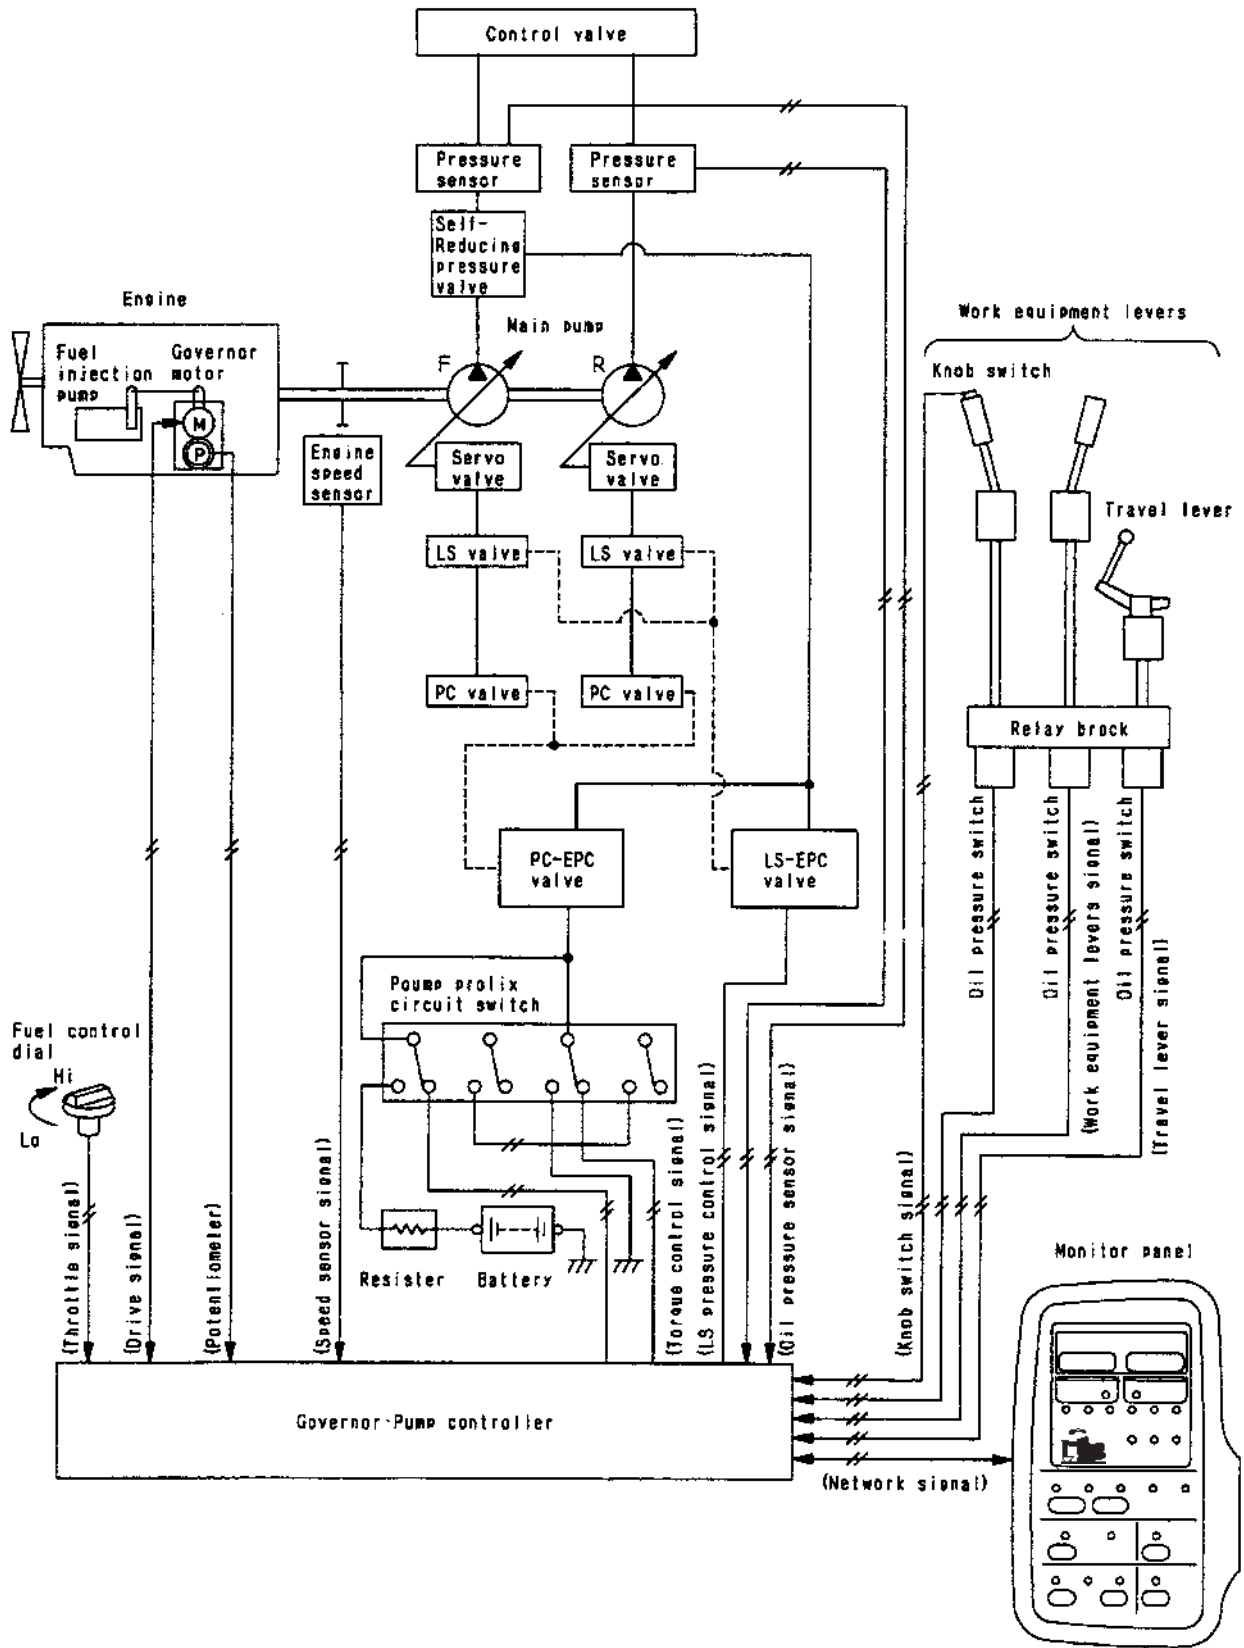 Control valve
Pressure
sensor
Pressure
sensor
Self-
Reducing
pressure
valve
Engine
Main pump
Work equipment levers
Fuel
injection
pump
Governor
motor
F
R
Knob switch
M
P
Engine
speed
sensor
Servo
valve
Servo
valve
Travel lever
LS valve
LS valve
PC valve
PC valve
Relay brock
PC-EPC
valve
LS-EPC
valve
Oil pressure switch
Oil pressure switch
(Work equipment levers signal)
Oil pressure switch
(Travel lever signal)
Poump prolix
circuit switch
Fuel control
dial
Hi
Lo
Resister
Battery
Monitor panel
(Throttle signal)
(Drive signal)
(Potentiometer)
(Speed sensor signal)
(Torque control signal)
(LS pressure control signal)
(Oil pressure sensor signal)
(Knob switch signal)
Governor-Pump controller
(Network signal)